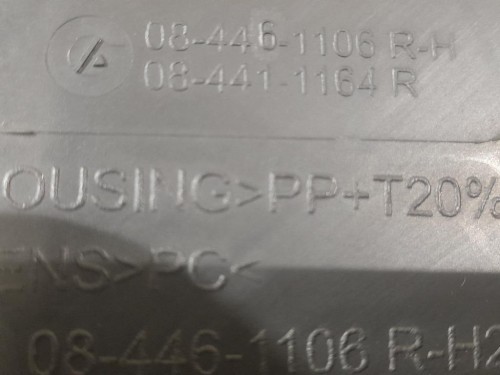 08-446-1106 R-H
08-441-1164 R
OUSING>PP+T20%
ENS>PC<
08-446-1106 R-H2